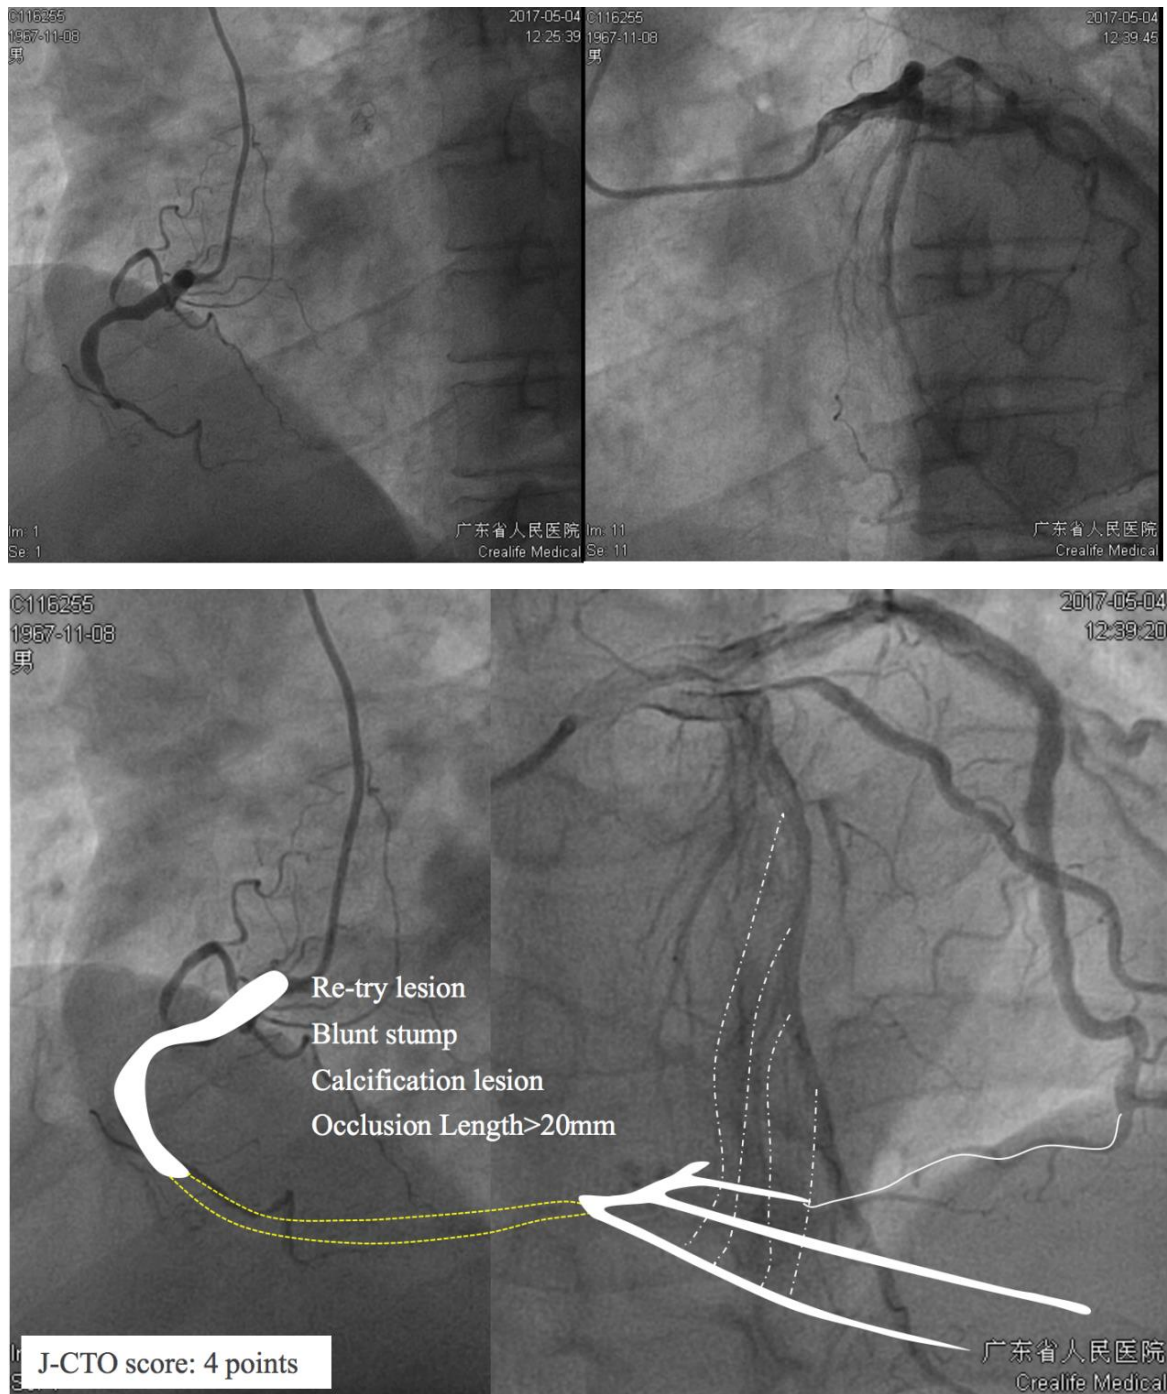 C116255
1967-11-08
男
2017-05-04
12:25:39
Im: 1
Se: 1
广东省人民医院
Crealife Medical
C116255
1967-11-08
男
2017-05-04
12:39:45
Im: 11
Se: 11
广东省人民医院
Crealife Medical
C116255
1967-11-08
男
2017-05-04
12:39:20
Re-try lesion
Blunt stump
Calcification lesion
Occlusion Length>20mm
J-CTO score: 4 points
广东省人民医院
Crealife Medical